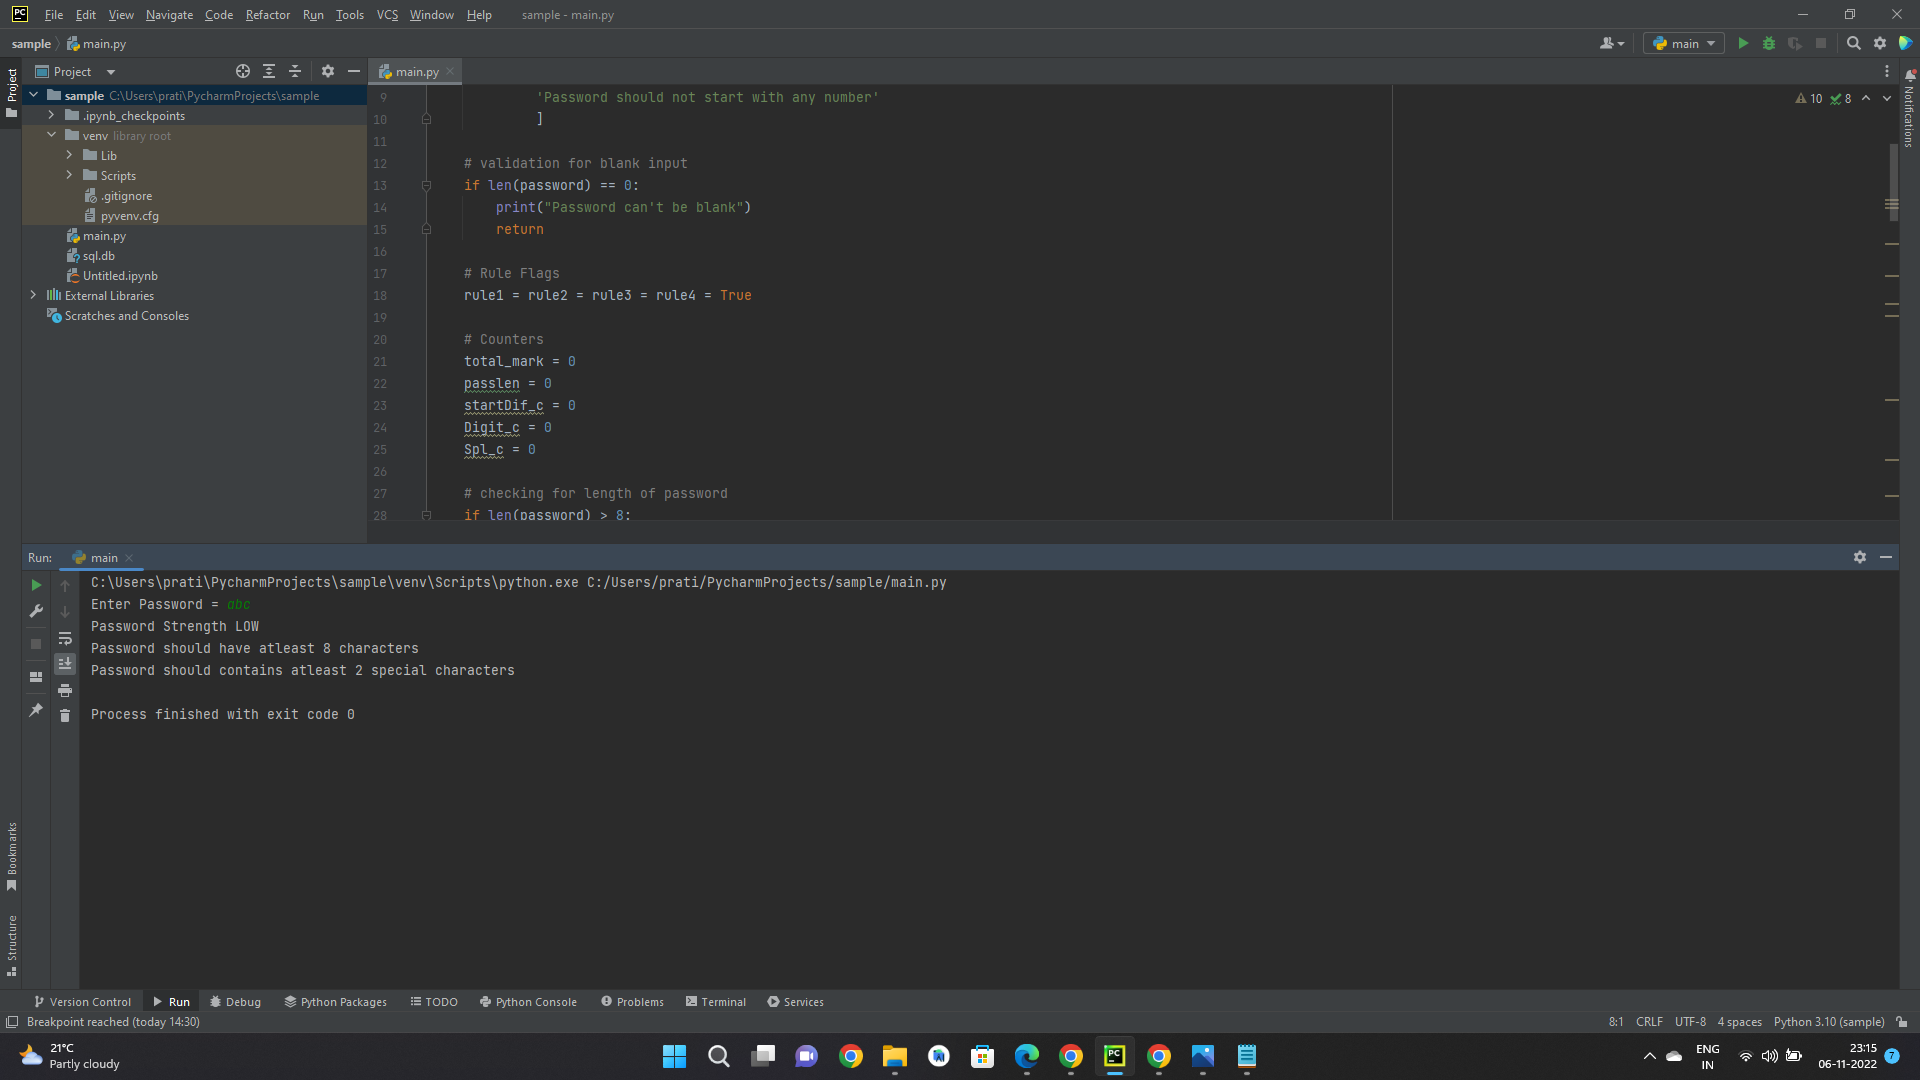 PC File Edit View Navigate Code Refactor Run Tools VCS Window Help sample - main.py
sample main.py main
Project main.py
sample C:\Users\prati\PycharmProjects\sample
.ipynb_checkpoints
venv library root
Lib
Scripts
.gitignore
pyvenv.cfg
main.py
sql.db
Untitled.ipynb
External Libraries
Scratches and Consoles
Project
Bookmarks
Structure
Notifications
10 8
9 'Password should not start with any number'
10 ]
11
12 # validation for blank input
13 if len(password) == 0:
14 print("Password can't be blank")
15 return
16
17 # Rule Flags
18 rule1 = rule2 = rule3 = rule4 = True
19
20 # Counters
21 total_mark = 0
22 passlen = 0
23 startDif_c = 0
24 Digit_c = 0
25 Spl_c = 0
26
27 # checking for length of password
28 if len(password) > 8:
Run: main
C:\Users\prati\PycharmProjects\sample\venv\Scripts\python.exe C:/Users/prati/PycharmProjects/sample/main.py
Enter Password = abc
Password Strength LOW
Password should have atleast 8 characters
Password should contains atleast 2 special characters
Process finished with exit code 0
Version Control Run Debug Python Packages TODO Python Console Problems Terminal Services
Breakpoint reached (today 14:30) 8:1 CRLF UTF-8 4 spaces Python 3.10 (sample)
21°C
Partly cloudy
PC
ENG
IN
23:15
06-11-2022
7